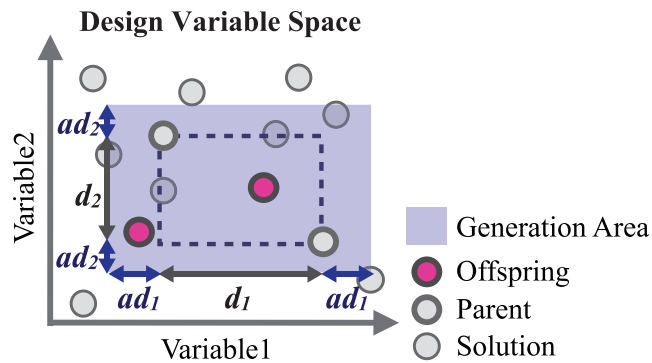 Design Variable Space
Variable2
ad2
d2
ad2
ad1
d1
ad1
Variable1
Generation Area
Offspring
Parent
Solution